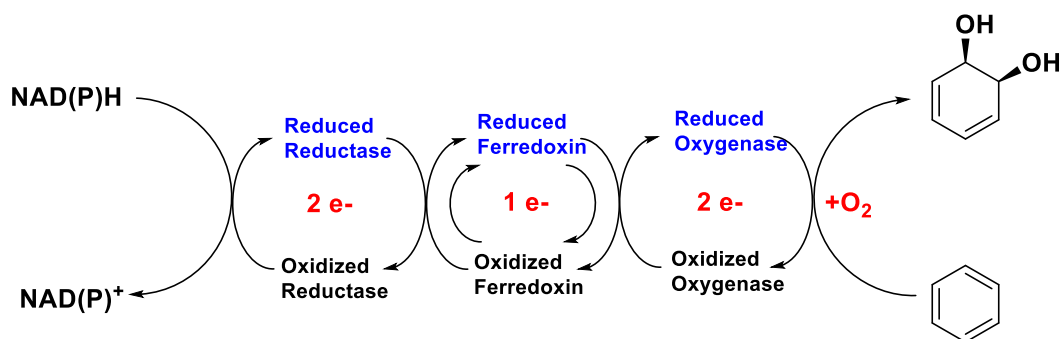 OH
OH
NAD(P)H
Reduced
Reductase
Reduced
Ferredoxin
Reduced
Oxygenase
2 e-
1 e-
2 e-
+O₂
Oxidized
Reductase
Oxidized
Ferredoxin
Oxidized
Oxygenase
NAD(P)⁺